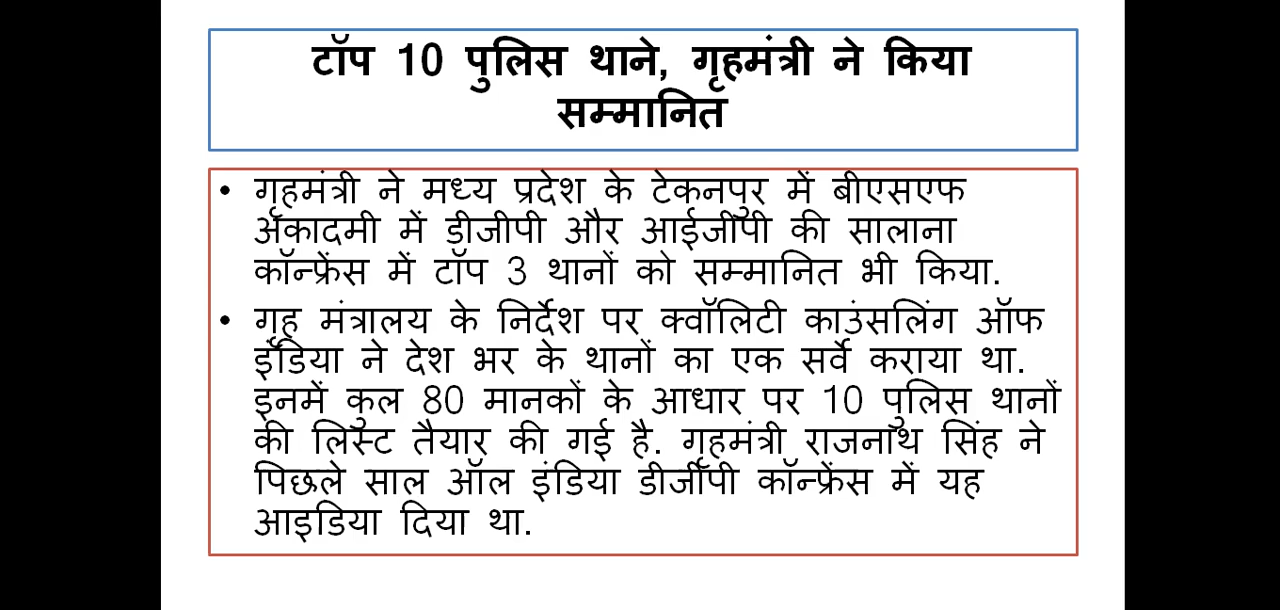 टॉप 10 पुलिस थाने, गृहमंत्री ने किया
सम्मानित
• गृहमंत्री ने मध्य प्रदेश के टेकनपुर में बीएसएफ
अकादमी में डीजीपी और आईजीपी की सालाना
कॉन्फ्रेंस में टॉप 3 थानों को सम्मानित भी किया.
• गृह मंत्रालय के निर्देश पर क्वॉलिटी काउंसलिंग ऑफ
इंडिया ने देश भर के थानों का एक सर्वे कराया था.
इनमें कुल 80 मानकों के आधार पर 10 पुलिस थानों
की लिस्ट तैयार की गई है. गृहमंत्री राजनाथ सिंह ने
पिछले साल ऑल इंडिया डीजीपी कॉन्फ्रेंस में यह
आइडिया दिया था.